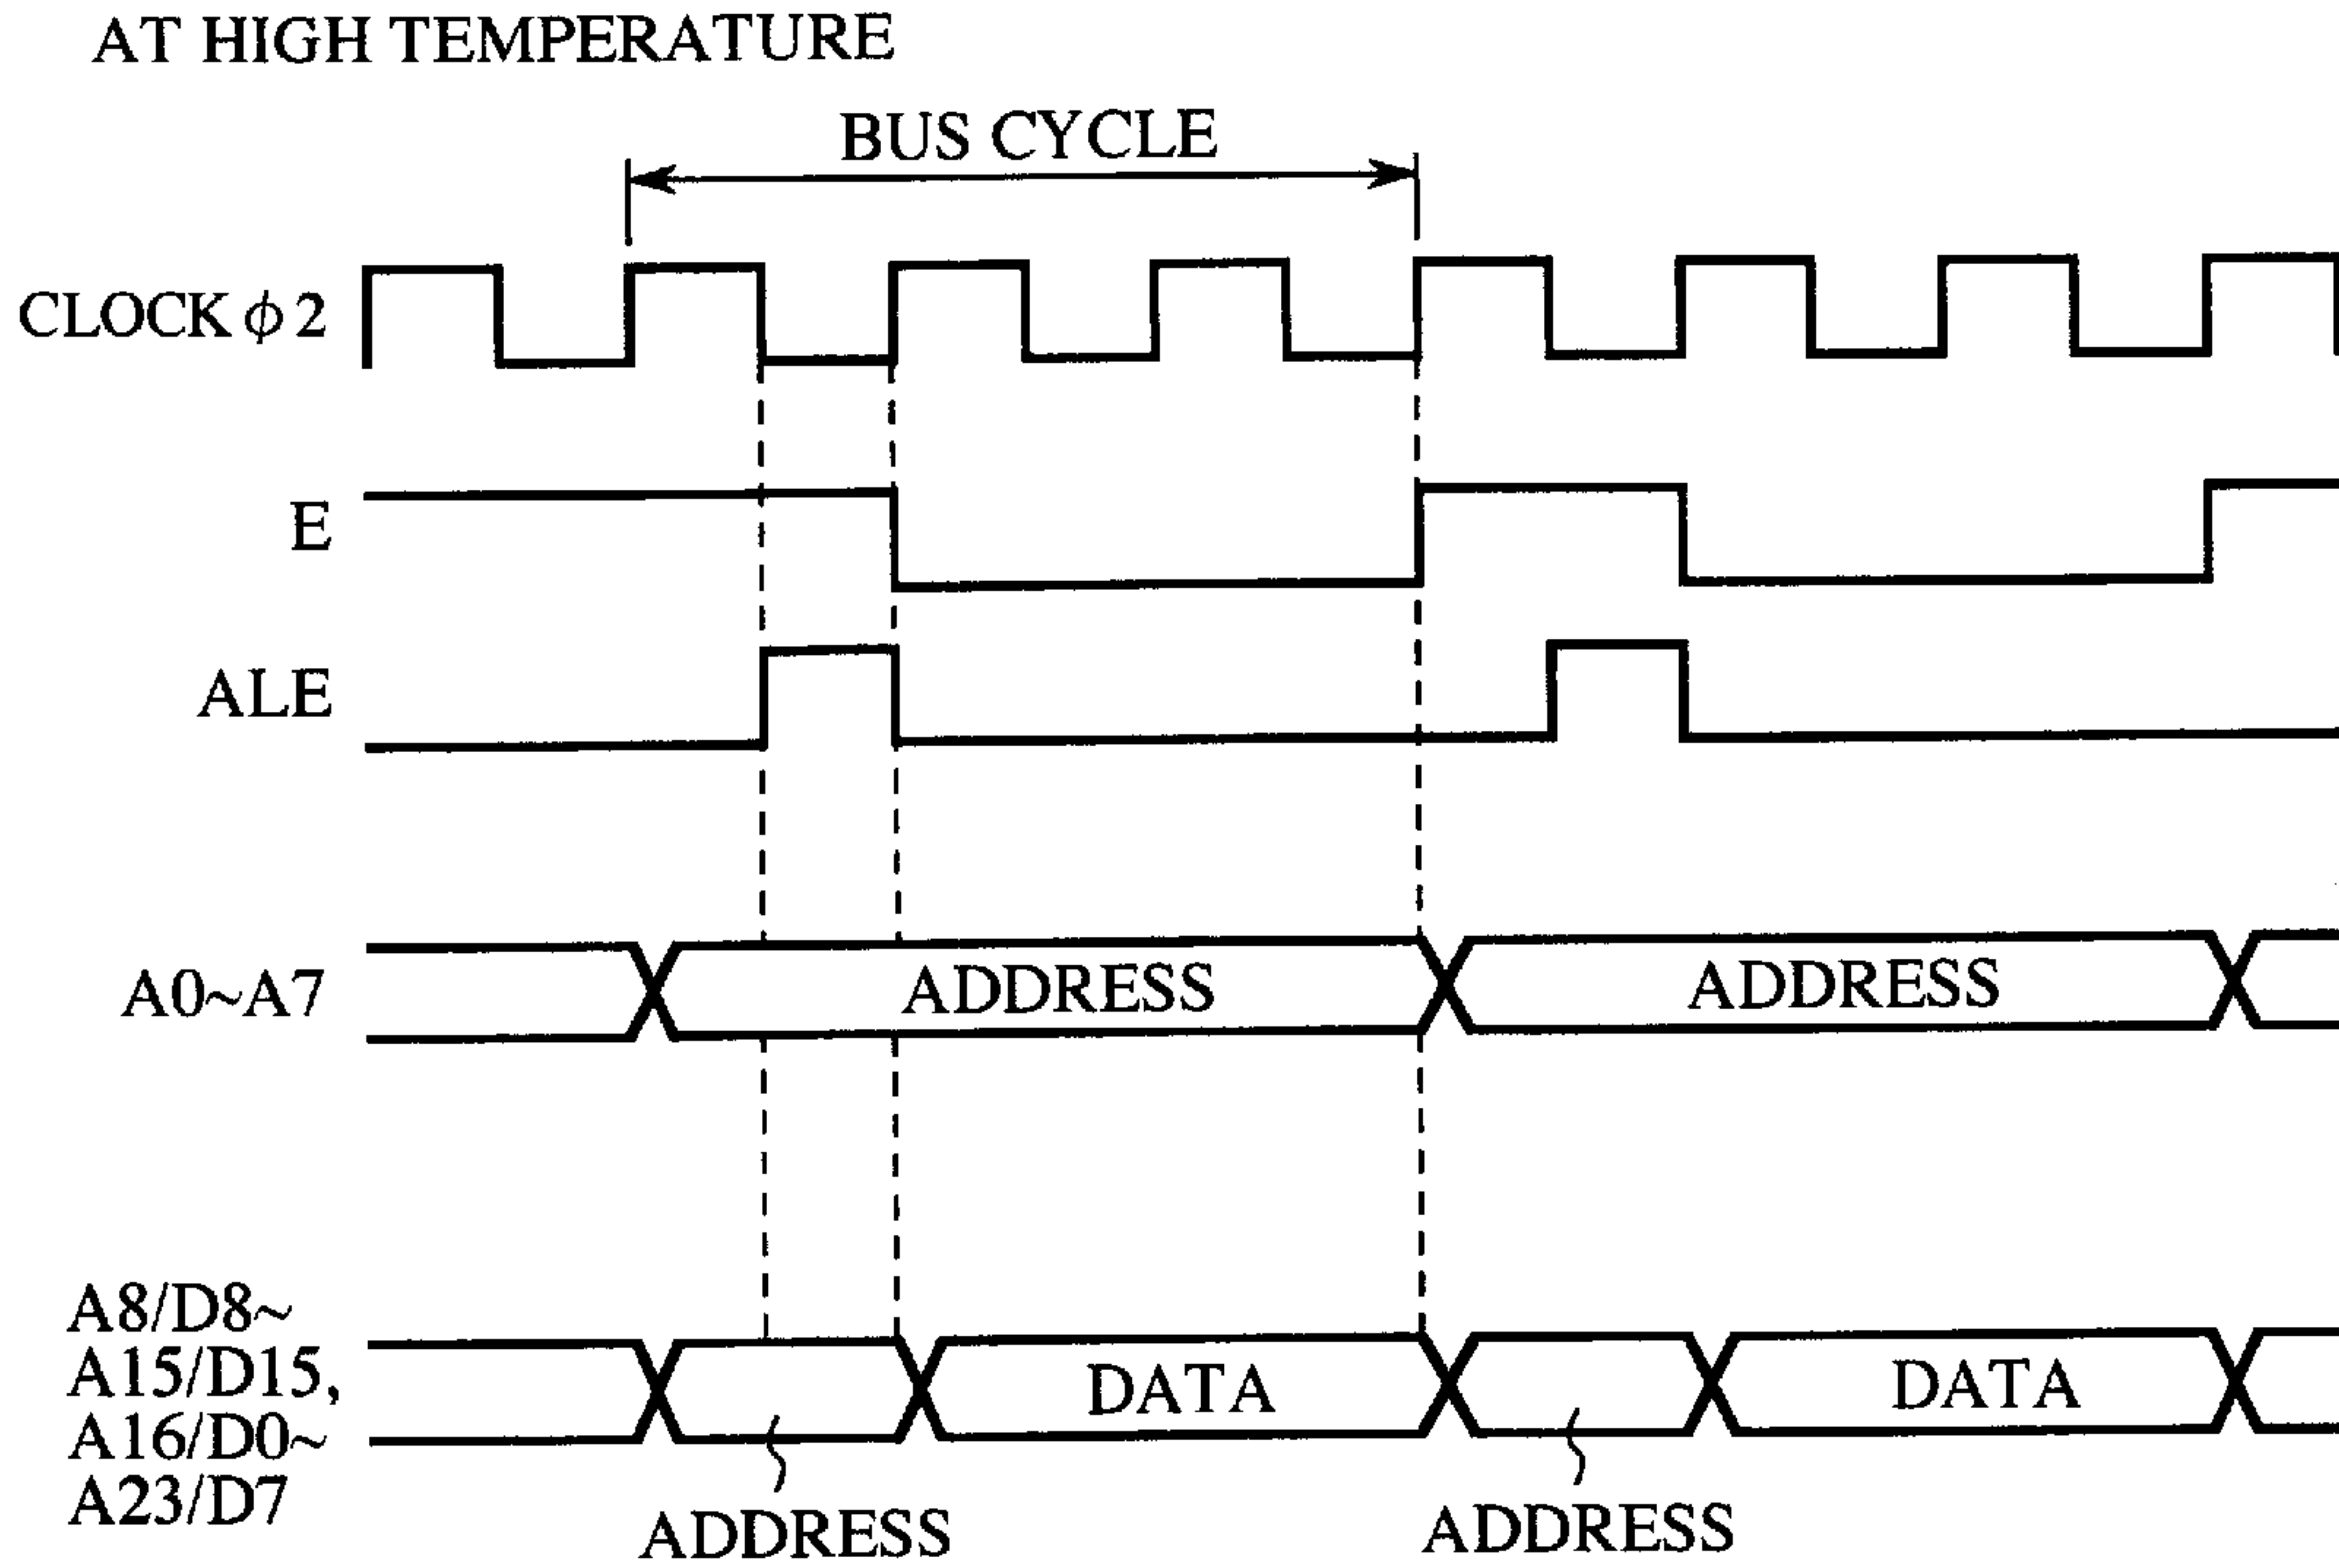 AT HIGH TEMPERATURE
BUS CYCLE
CLOCK ϕ 2
E
ALE
A0~A7
ADDRESS
ADDRESS
A8/D8~
A15/D15,
A16/D0~
A23/D7
DATA
DATA
ADDRESS
ADDRESS